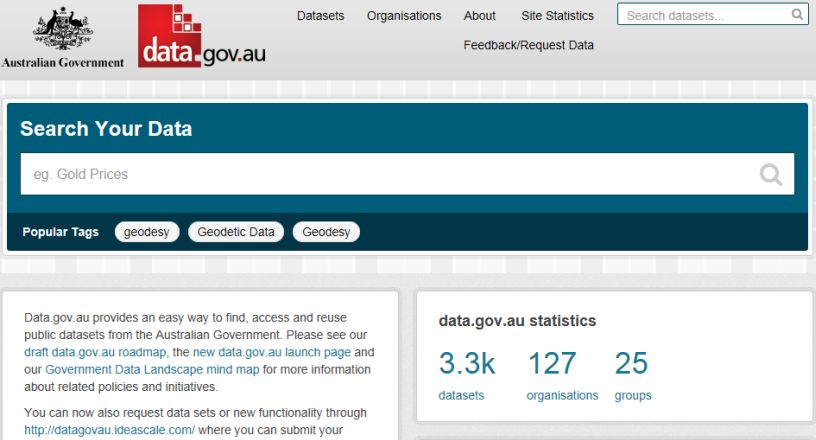 Datasets Organisations About Site Statistics Search datasets...
Feedback/Request Data
Australian Government
data.gov.au
Search Your Data
eg. Gold Prices
Popular Tags geodesy Geodetic Data Geodesy
Data.gov.au provides an easy way to find, access and reuse
public datasets from the Australian Government. Please see our
draft data.gov.au roadmap, the new data.gov.au launch page and
our Government Data Landscape mind map for more information
about related policies and initiatives.
You can now also request data sets or new functionality through
http://datagovau.ideascale.com/ where you can submit your
data.gov.au statistics
3.3k 127 25
datasets organisations groups